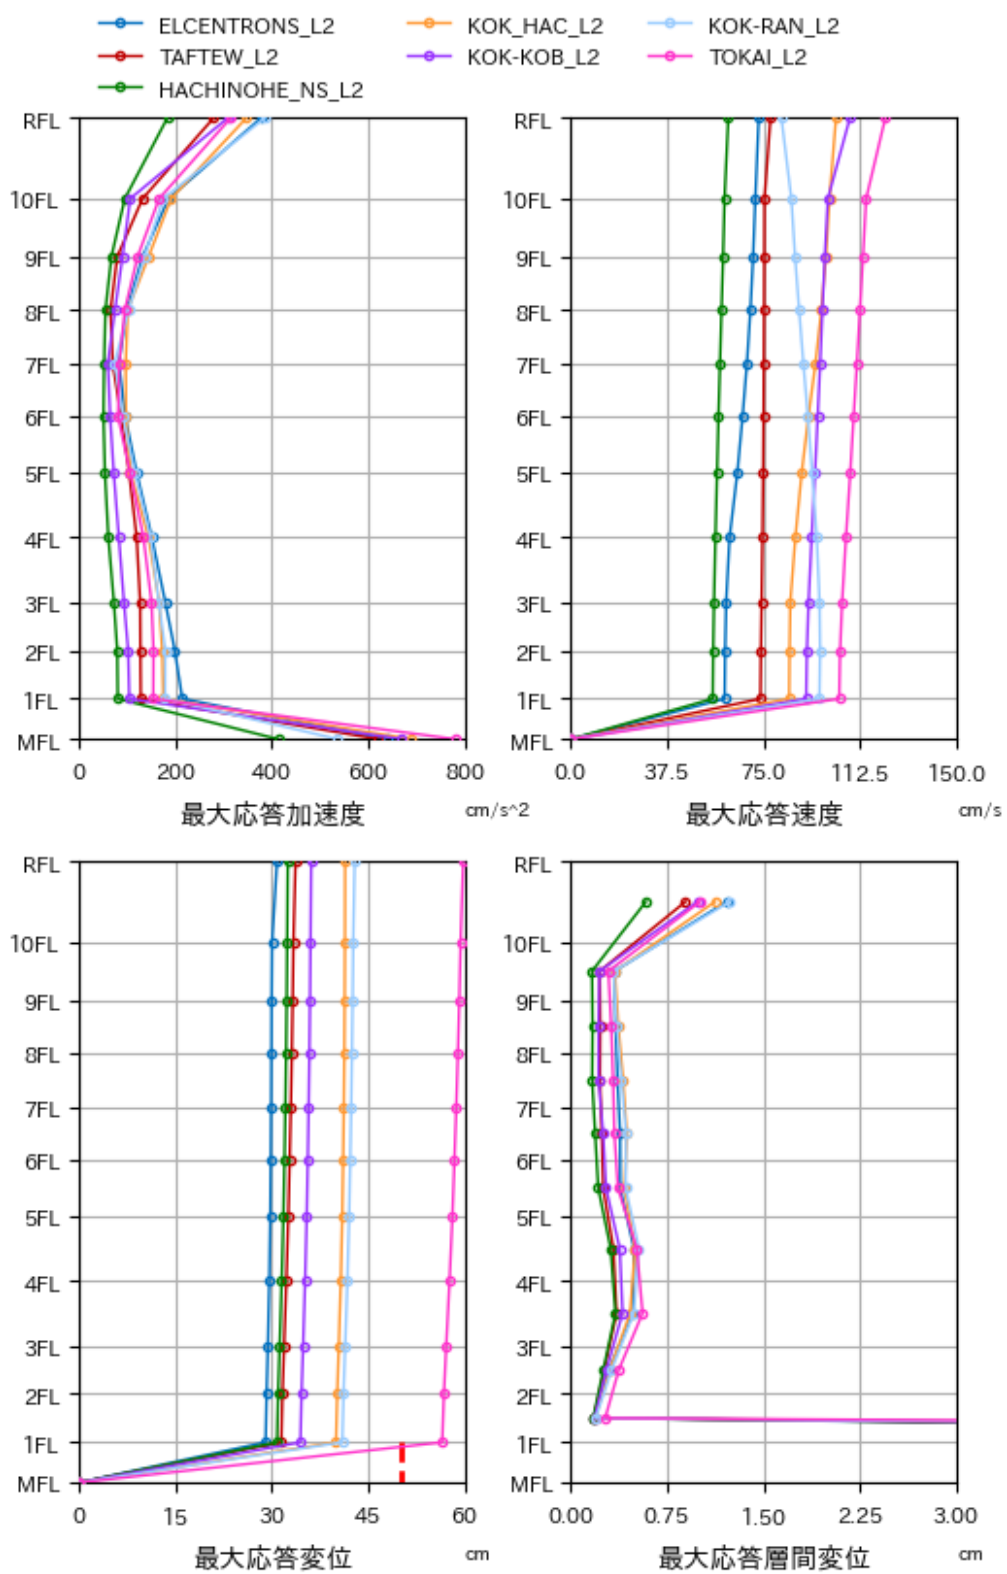 ELCENTRONS_L2 KOK_HAC_L2 KOK-RAN_L2
TAFTEW_L2 KOK-KOB_L2 TOKAI_L2
HACHINOHE_NS_L2
RFL
10FL
9FL
8FL
7FL
6FL
5FL
4FL
3FL
2FL
1FL
MFL
0 200 400 600 800
最大応答加速度 cm/s^2
RFL
10FL
9FL
8FL
7FL
6FL
5FL
4FL
3FL
2FL
1FL
MFL
0.0 37.5 75.0 112.5 150.0
最大応答速度 cm/s
RFL
10FL
9FL
8FL
7FL
6FL
5FL
4FL
3FL
2FL
1FL
MFL
0 15 30 45 60
最大応答変位 cm
RFL
10FL
9FL
8FL
7FL
6FL
5FL
4FL
3FL
2FL
1FL
MFL
0.00 0.75 1.50 2.25 3.00
最大応答層間変位 cm